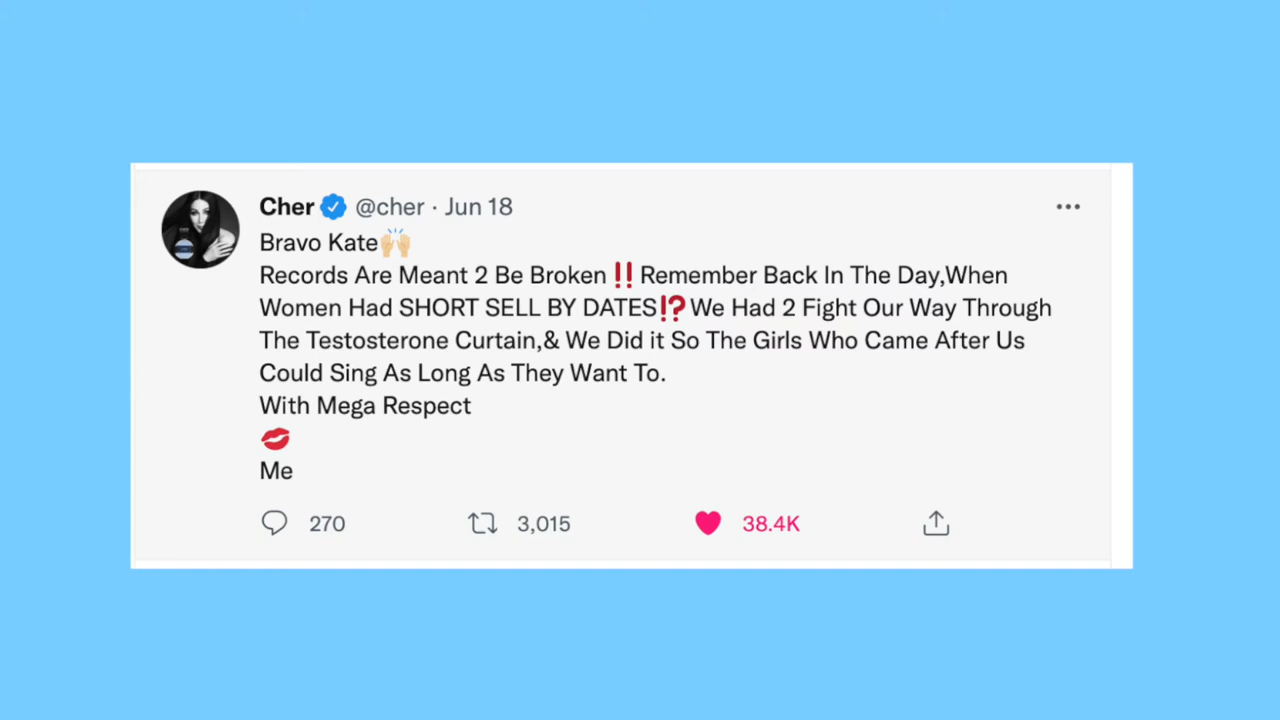 Cher @cher · Jun 18
Bravo Kate🙌🏼
Records Are Meant 2 Be Broken‼️Remember Back In The Day,When
Women Had SHORT SELL BY DATES⁉️We Had 2 Fight Our Way Through
The Testosterone Curtain,& We Did it So The Girls Who Came After Us
Could Sing As Long As They Want To.
With Mega Respect
💋
Me
270 3,015 38.4K